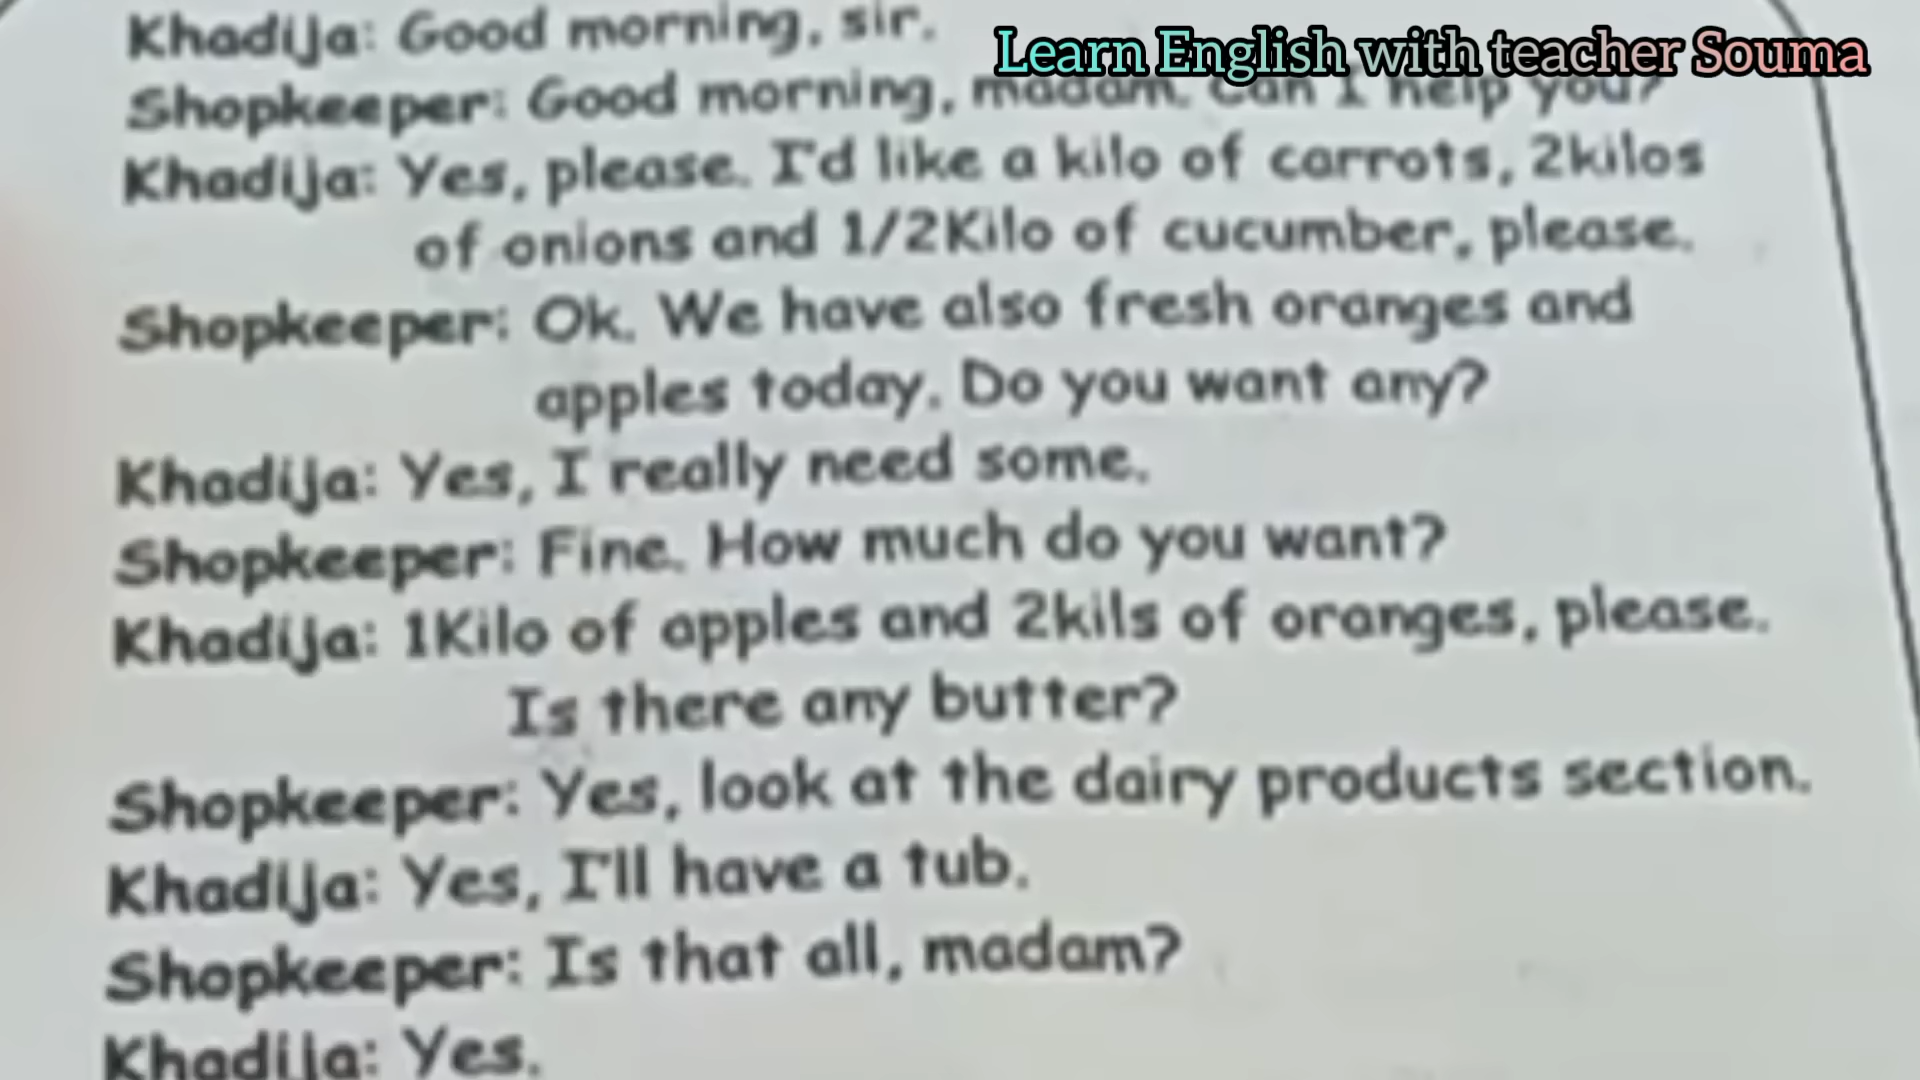 Learn English with teacher Souma
Khadija: Good morning, sir.
Shopkeeper: Good morning, madam. Can I help you?
Khadija: Yes, please. I'd like a kilo of carrots, 2kilos
of onions and 1/2Kilo of cucumber, please.
Shopkeeper: Ok. We have also fresh oranges and
apples today. Do you want any?
Khadija: Yes, I really need some.
Shopkeeper: Fine. How much do you want?
Khadija: 1Kilo of apples and 2kils of oranges, please.
Is there any butter?
Shopkeeper: Yes, look at the dairy products section.
Khadija: Yes, I'll have a tub.
Shopkeeper: Is that all, madam?
Khadija: Yes.